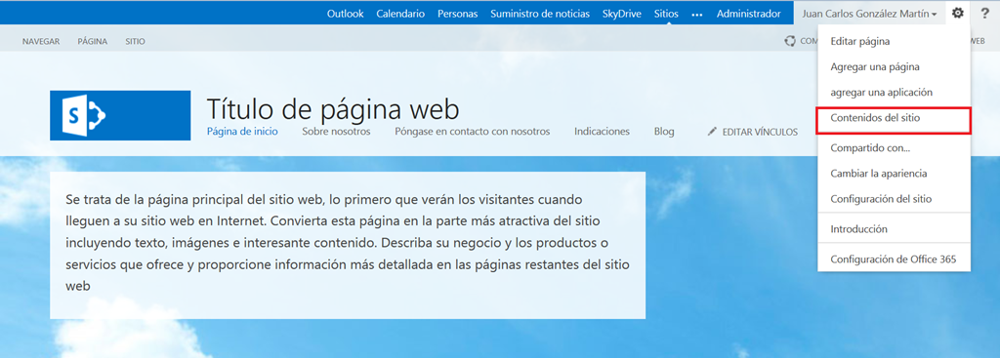 Outlook Calendario Personas Suministro de noticias SkyDrive Sitios ••• Administrador Juan Carlos González Martín ?
NAVEGAR PÁGINA SITIO COM WEB
S
Título de página web
Página de inicio Sobre nosotros Póngase en contacto con nosotros Indicaciones Blog EDITAR VÍNCULOS
Se trata de la página principal del sitio web, lo primero que verán los visitantes cuando
lleguen a su sitio web en Internet. Convierta esta página en la parte más atractiva del sitio
incluyendo texto, imágenes e interesante contenido. Describa su negocio y los productos o
servicios que ofrece y proporcione información más detallada en las páginas restantes del sitio
web
Editar página
Agregar una página
agregar una aplicación
Contenidos del sitio
Compartido con...
Cambiar la apariencia
Configuración del sitio
Introducción
Configuración de Office 365